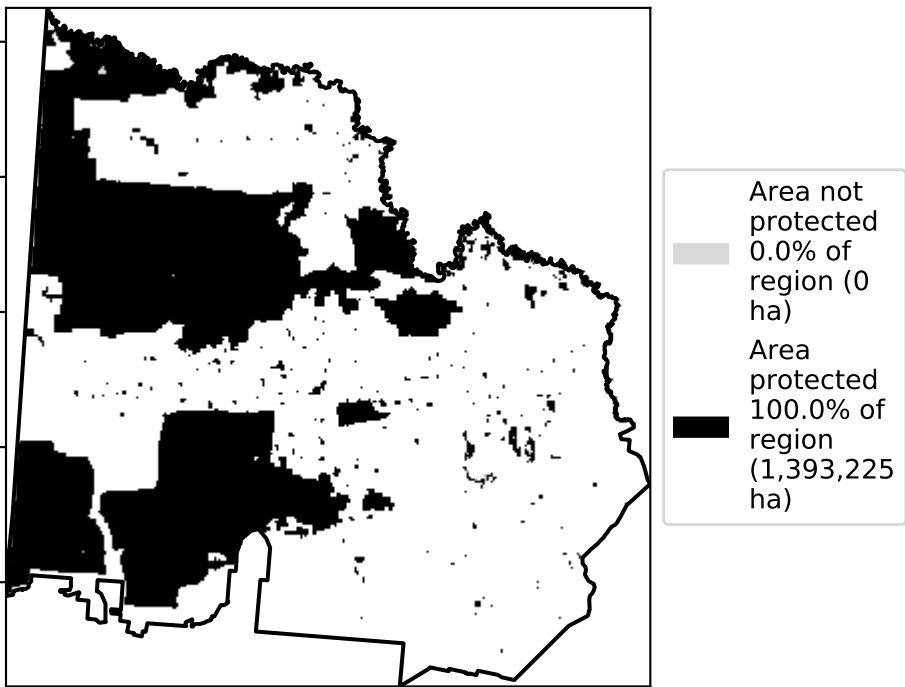 Area not
protected
0.0% of
region (0
ha)
Area
protected
100.0% of
region
(1,393,225
ha)